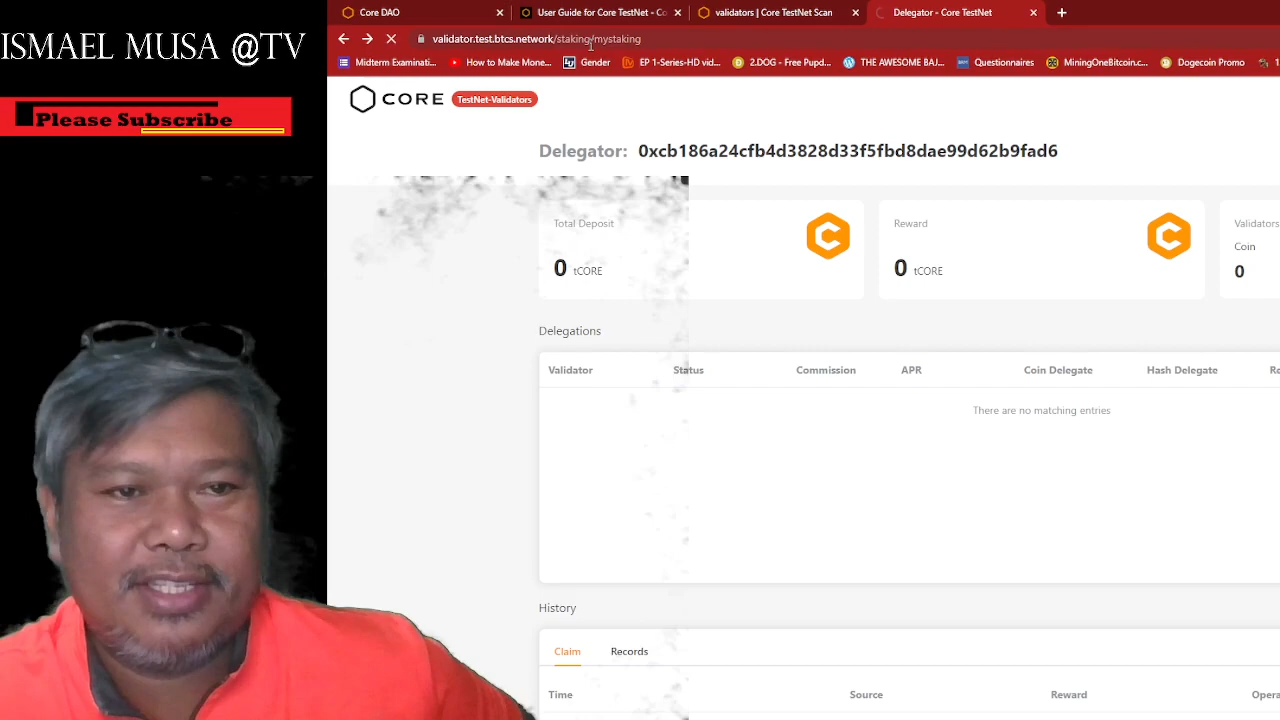 ISMAEL MUSA @TV
Please Subscribe
Core DAO
User Guide for Core TestNet - Co
validators | Core TestNet Scan
Delegator - Core TestNet
validator.test.btcs.network/staking/mystaking
Midterm Examinati...
How to Make Mone...
Gender
EP 1-Series-HD vid...
2.DOG - Free Pupd...
THE AWESOME BAJ...
Questionnaires
MiningOneBitcoin.c...
Dogecoin Promo
CORE
TestNet-Validators
Delegator: 0xcb186a24cfb4d3828d33f5fbd8dae99d62b9fad6
Total Deposit
0 tCORE
Reward
0 tCORE
Validators
Coin
0
Delegations
Validator Status Commission APR Coin Delegate Hash Delegate
There are no matching entries
History
Claim Records
Time Source Reward Opera